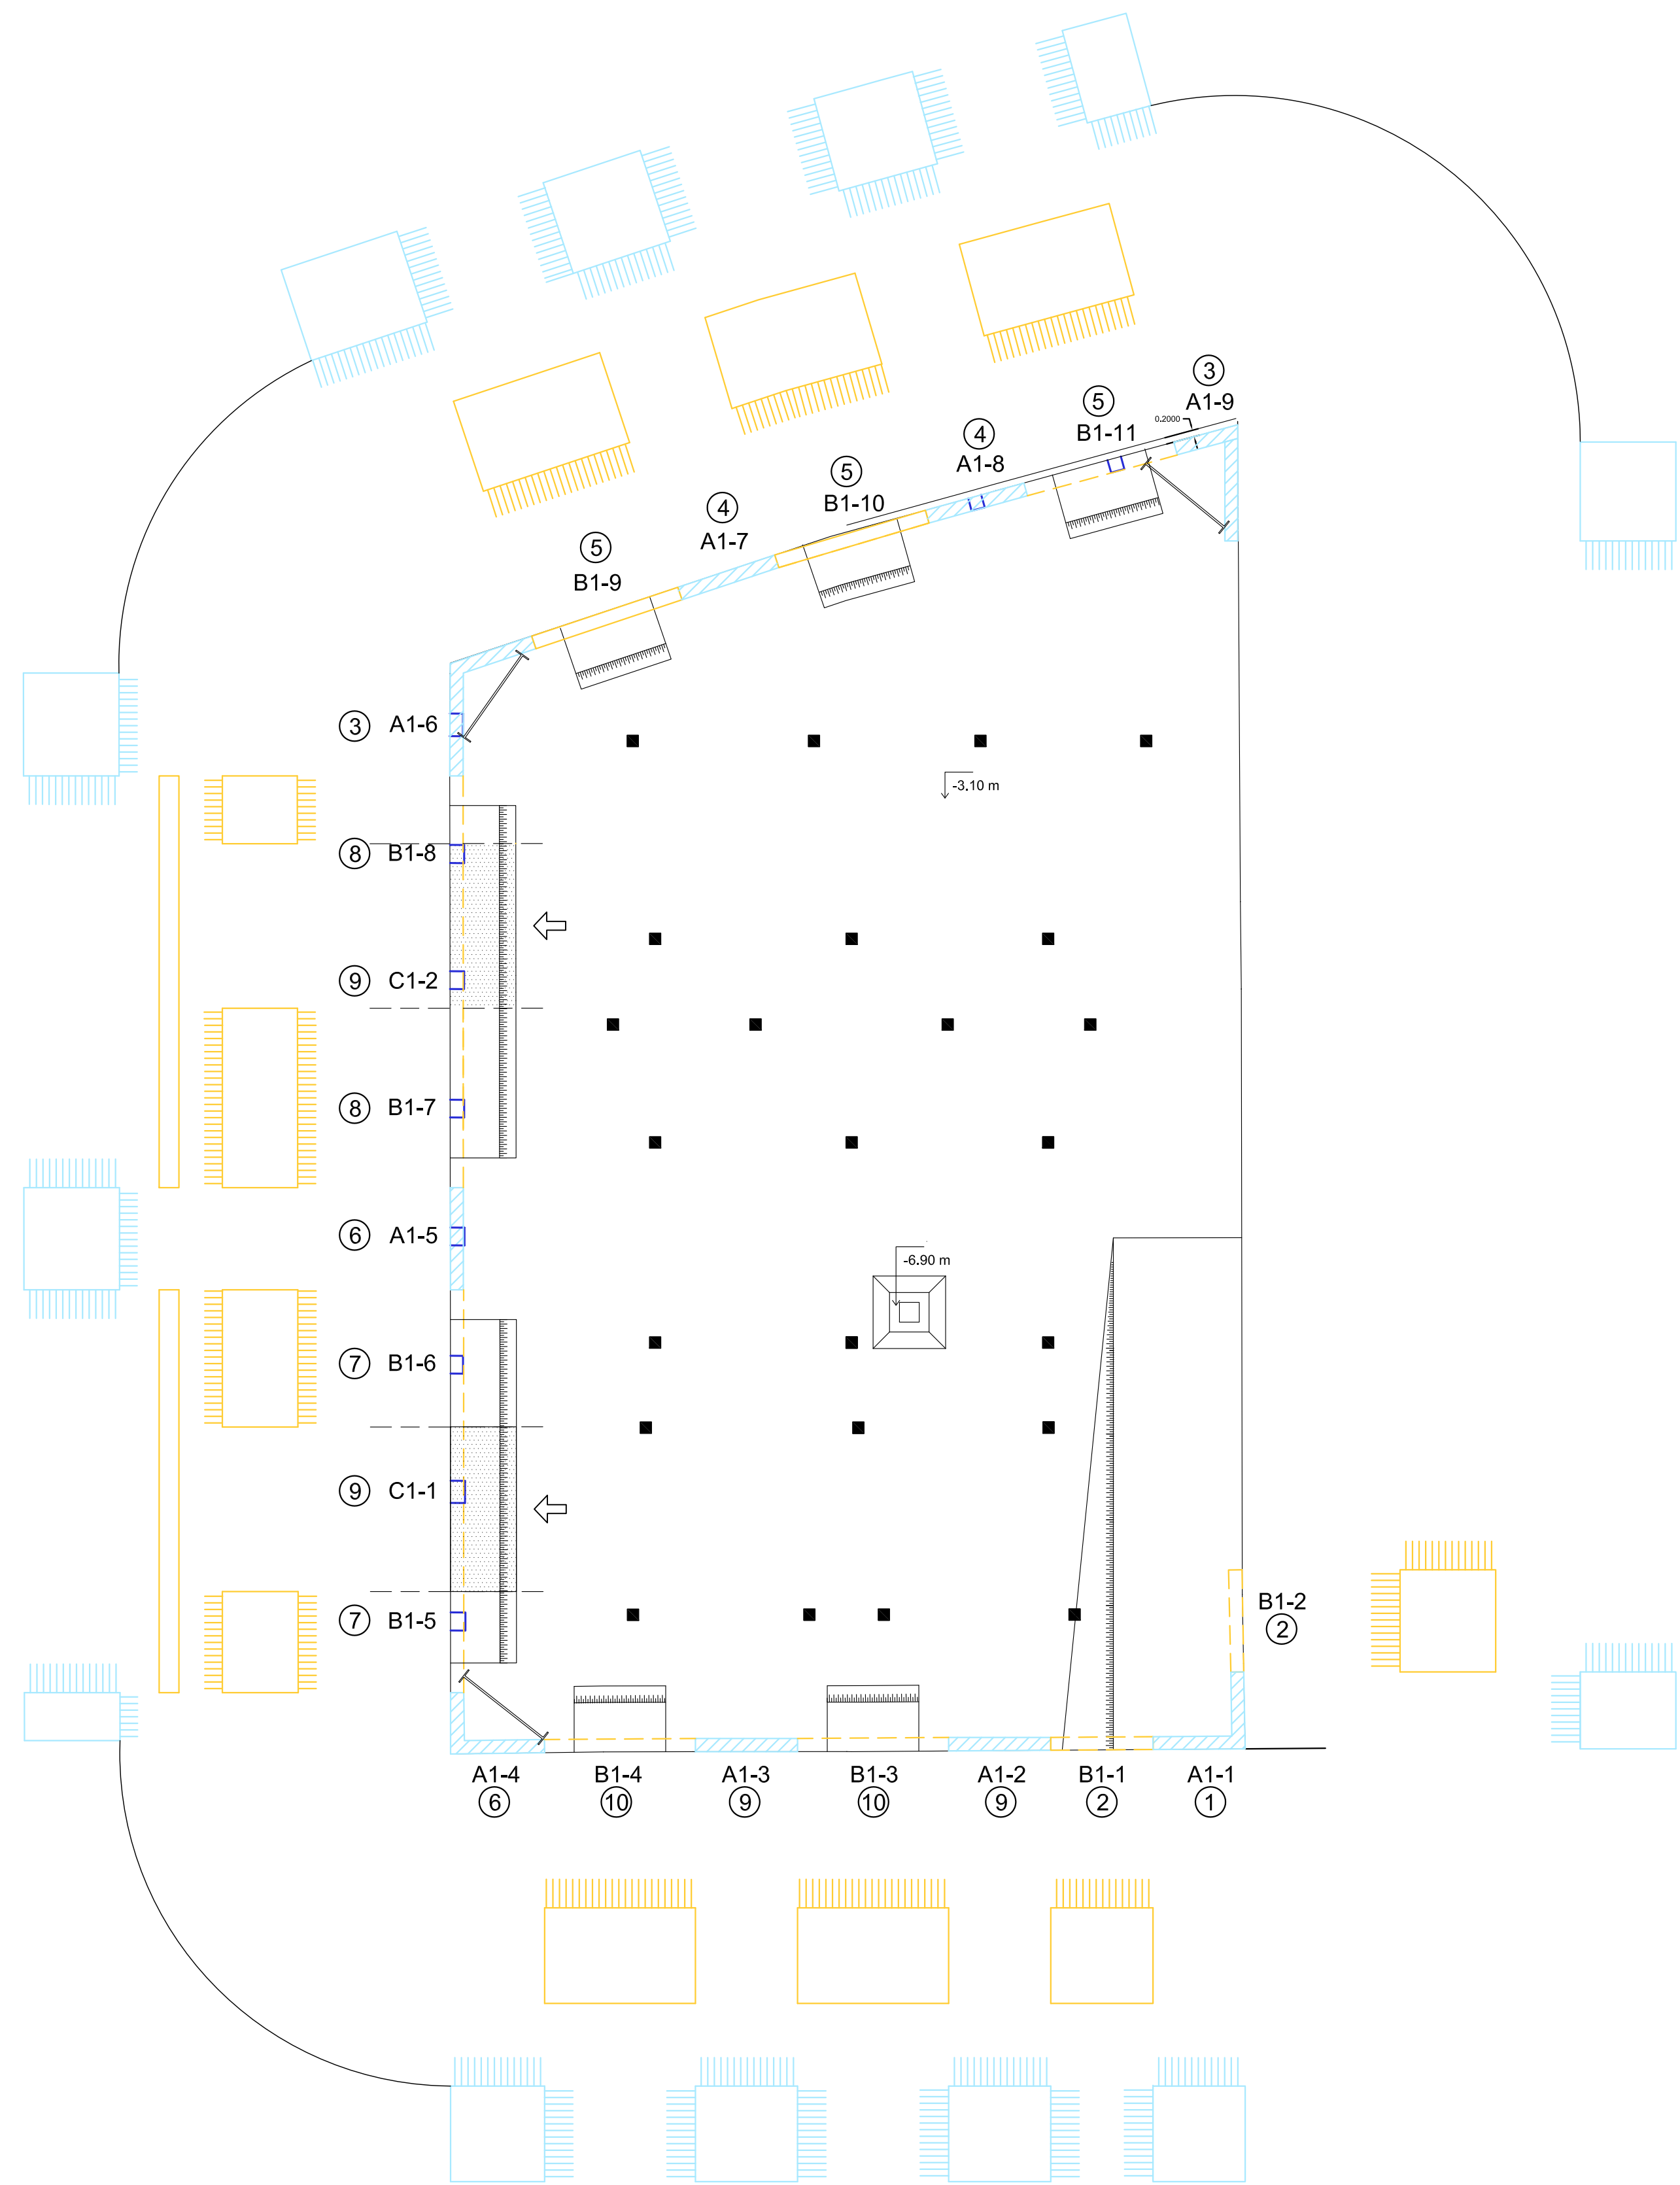 3
A1-9
0.2000
5
B1-11
4
A1-8
5
B1-10
4
A1-7
5
B1-9
3 A1-6
-3.10 m
8 B1-8
9 C1-2
8 B1-7
6 A1-5
-6.90 m
7 B1-6
9 C1-1
7 B1-5
B1-2
2
A1-4 B1-4 A1-3 B1-3 A1-2 B1-1 A1-1
6 10 9 10 9 2 1